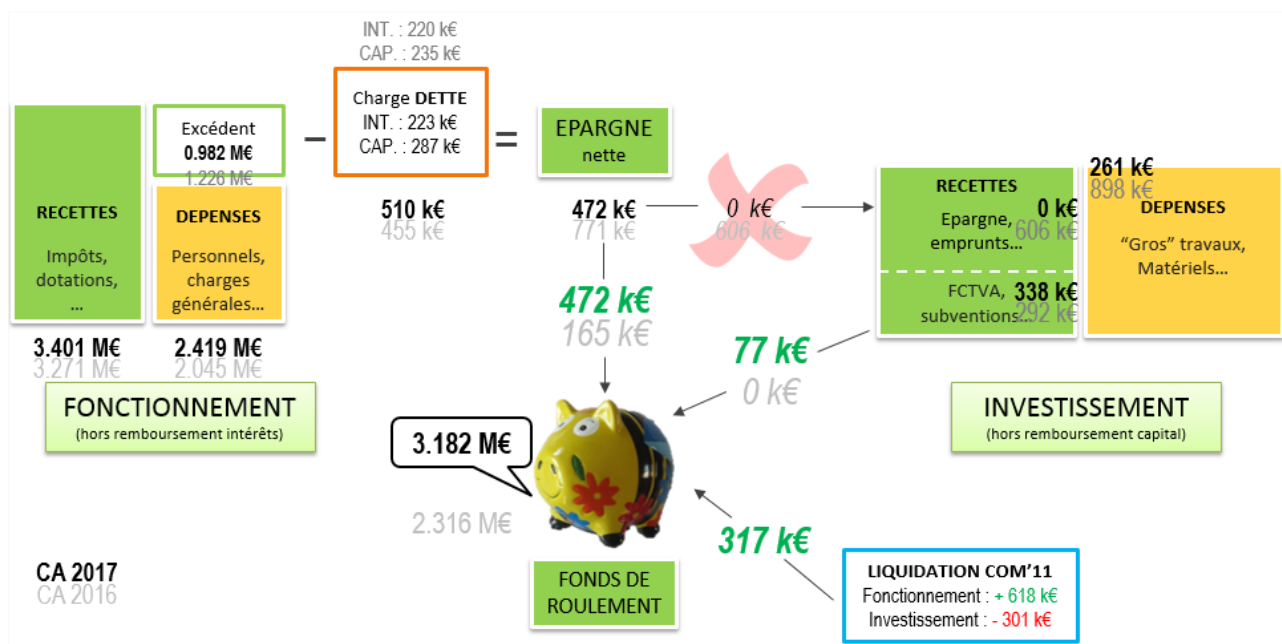 INT. : 220 k€
CAP. : 235 k€
Charge DETTE
INT. : 223 k€
CAP. : 287 k€
510 k€
455 k€
Excédent
0.982 M€
1.226 M€
RECETTES
Impôts,
dotations,
...
3.401 M€
3.271 M€
DEPENSES
Personnels,
charges
générales...
2.419 M€
2.045 M€
FONCTIONNEMENT
(hors remboursement intérêts)
–
=
EPARGNE
nette
472 k€
771 k€
0 k€
606 k€
472 k€
165 k€
RECETTES
Epargne,
emprunts...
0 k€
606 k€
FCTVA,
subventions...
338 k€
292 k€
261 k€
898 k€
DEPENSES
“Gros” travaux,
Matériels...
77 k€
0 k€
INVESTISSEMENT
(hors remboursement capital)
3.182 M€
2.316 M€
FONDS DE
ROULEMENT
317 k€
LIQUIDATION COM’11
Fonctionnement : + 618 k€
Investissement : - 301 k€
CA 2017
CA 2016